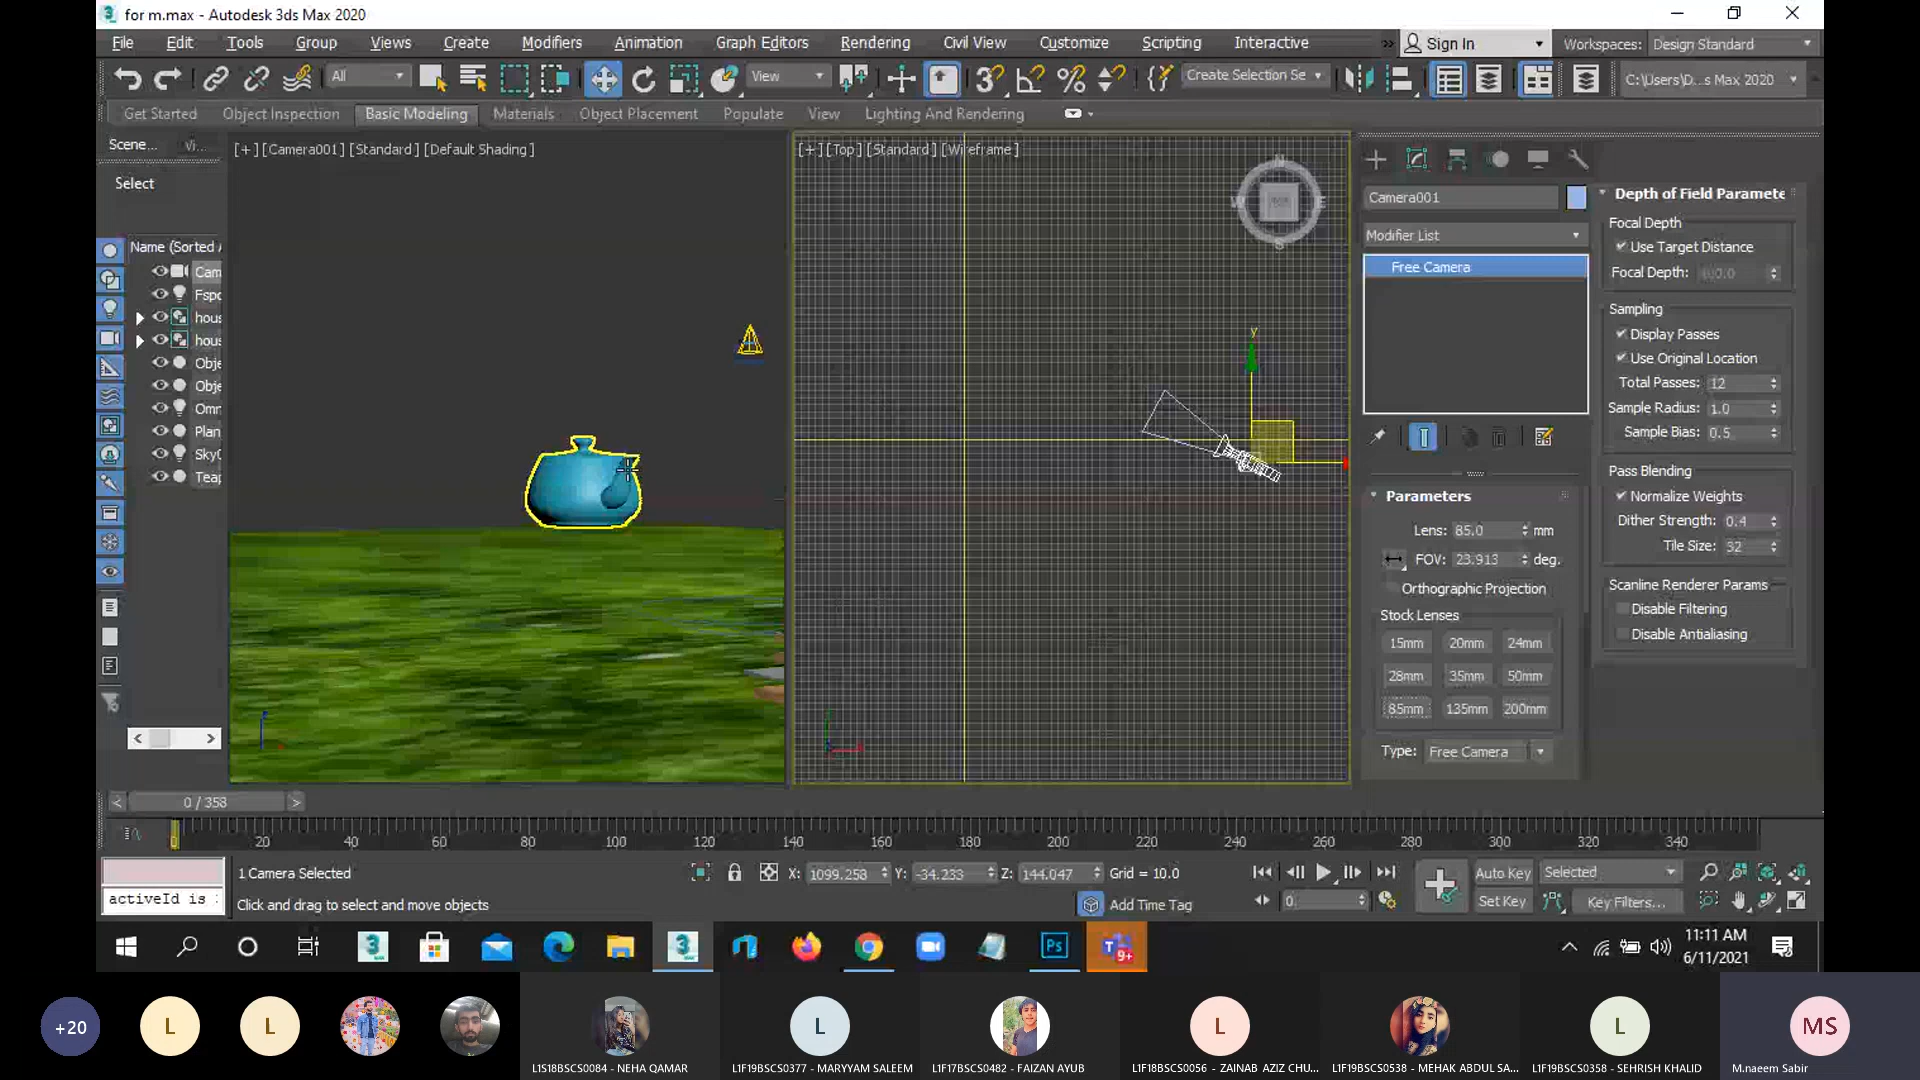 for m.max - Autodesk 3ds Max 2020
File Edit Tools Group Views Create Modifiers Animation Graph Editors Rendering Civil View Customize Scripting Interactive » Sign In Workspaces: Design Standard
All View Create Selection Se C:\Users\D...s Max 2020
Get Started Object Inspection Basic Modeling Materials Object Placement Populate View Lighting And Rendering
Scene... Vi...
Select
Name (Sorted A
Cam
Fspo
hous
hous
Obje
Obje
Omn
Plan
Teap
[+] [Camera001] [Standard] [Default Shading]
[+] [Top] [Standard] [Wireframe]
N
W E
S
y
Camera001
Modifier List
Free Camera
Parameters
Lens: 85.0 mm
FOV: 23.913 deg.
Orthographic Projection
Stock Lenses
15mm 20mm 24mm
28mm 35mm 50mm
85mm 135mm 200mm
Type: Free Camera
Depth of Field Paramete
Focal Depth
Use Target Distance
Focal Depth:
Sampling
Display Passes
Use Original Location
Total Passes: 12
Sample Radius: 1.0
Sample Bias: 0.5
Pass Blending
Normalize Weights
Dither Strength: 0.4
Tile Size: 32
Scanline Renderer Params
Disable Filtering
Disable Antialiasing
< 0 / 358 >
20 40 60 80 100 120 140 160 180 200 220 240 260 280 300 320 340
1 Camera Selected X: 1099.258 Y: -34.233 Z: 144.047 Grid = 10.0 Auto Key Selected
activeId is Click and drag to select and move objects Add Time Tag 0 Set Key Key Filters...
Ps T 9+
11:11 AM
6/11/2021
+20 L L L L L MS
L1S18BSCS0084 - NEHA QAMAR L1F19BSCS0377 - MARYYAM SALEEM L1F17BSCS0482 - FAIZAN AYUB L1F18BSCS0056 - ZAINAB AZIZ CHU... L1F19BSCS0538 - MEHAK ABDUL SA... L1F19BSCS0358 - SEHRISH KHALID M.naeem Sabir